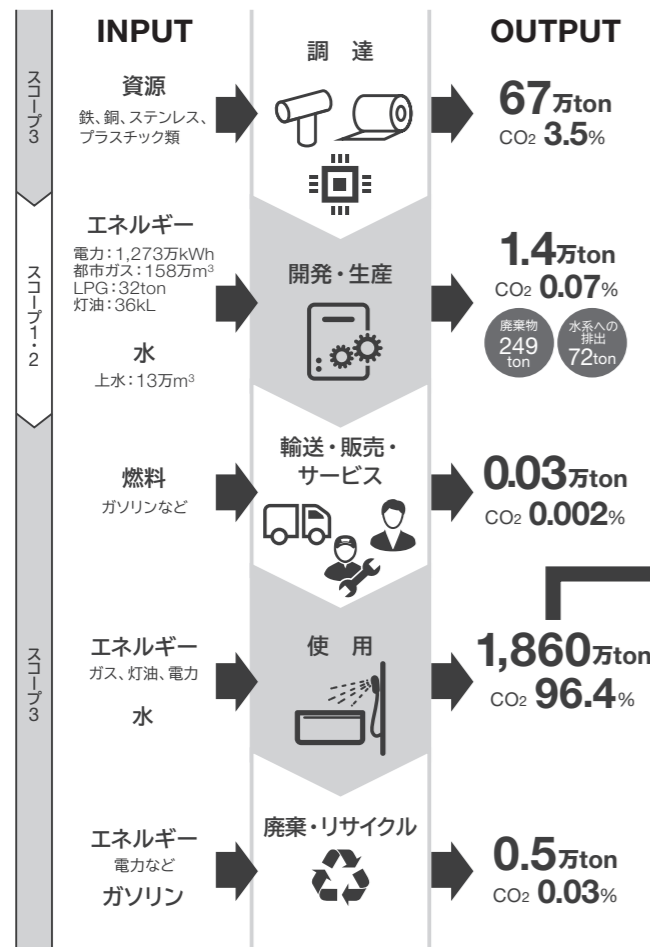 INPUT
OUTPUT
スコープ3
資源
鉄、銅、ステンレス、
プラスチック類
調 達
67万ton
CO2 3.5%
スコープ1・2
エネルギー
電力：1,273万kWh
都市ガス：158万m³
LPG：32ton
灯油：36kL
水
上水：13万m³
開発・生産
1.4万ton
CO2 0.07%
廃棄物
249
ton
水系への
排出
72ton
スコープ3
燃料
ガソリンなど
輸送・販売・
サービス
0.03万ton
CO2 0.002%
エネルギー
ガス、灯油、電力
水
使 用
1,860万ton
CO2 96.4%
エネルギー
電力など
ガソリン
廃棄・リサイクル
0.5万ton
CO2 0.03%